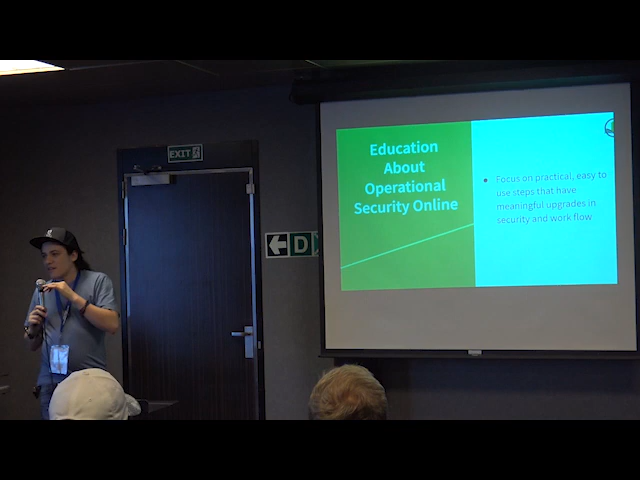 EXIT
Education
About
Operational
Security Online
● Focus on practical, easy to
use steps that have
meaningful upgrades in
security and work flow
D